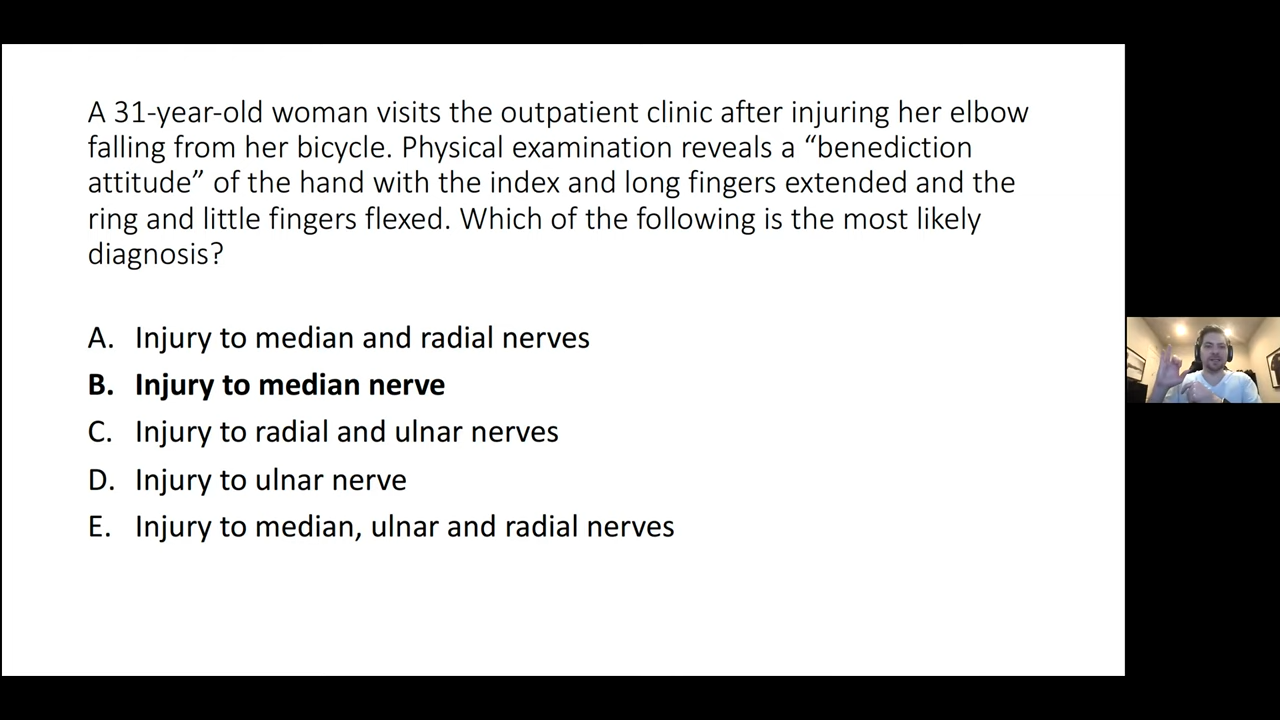 A 31-year-old woman visits the outpatient clinic after injuring her elbow
falling from her bicycle. Physical examination reveals a “benediction
attitude” of the hand with the index and long fingers extended and the
ring and little fingers flexed. Which of the following is the most likely
diagnosis?
A. Injury to median and radial nerves
B. Injury to median nerve
C. Injury to radial and ulnar nerves
D. Injury to ulnar nerve
E. Injury to median, ulnar and radial nerves